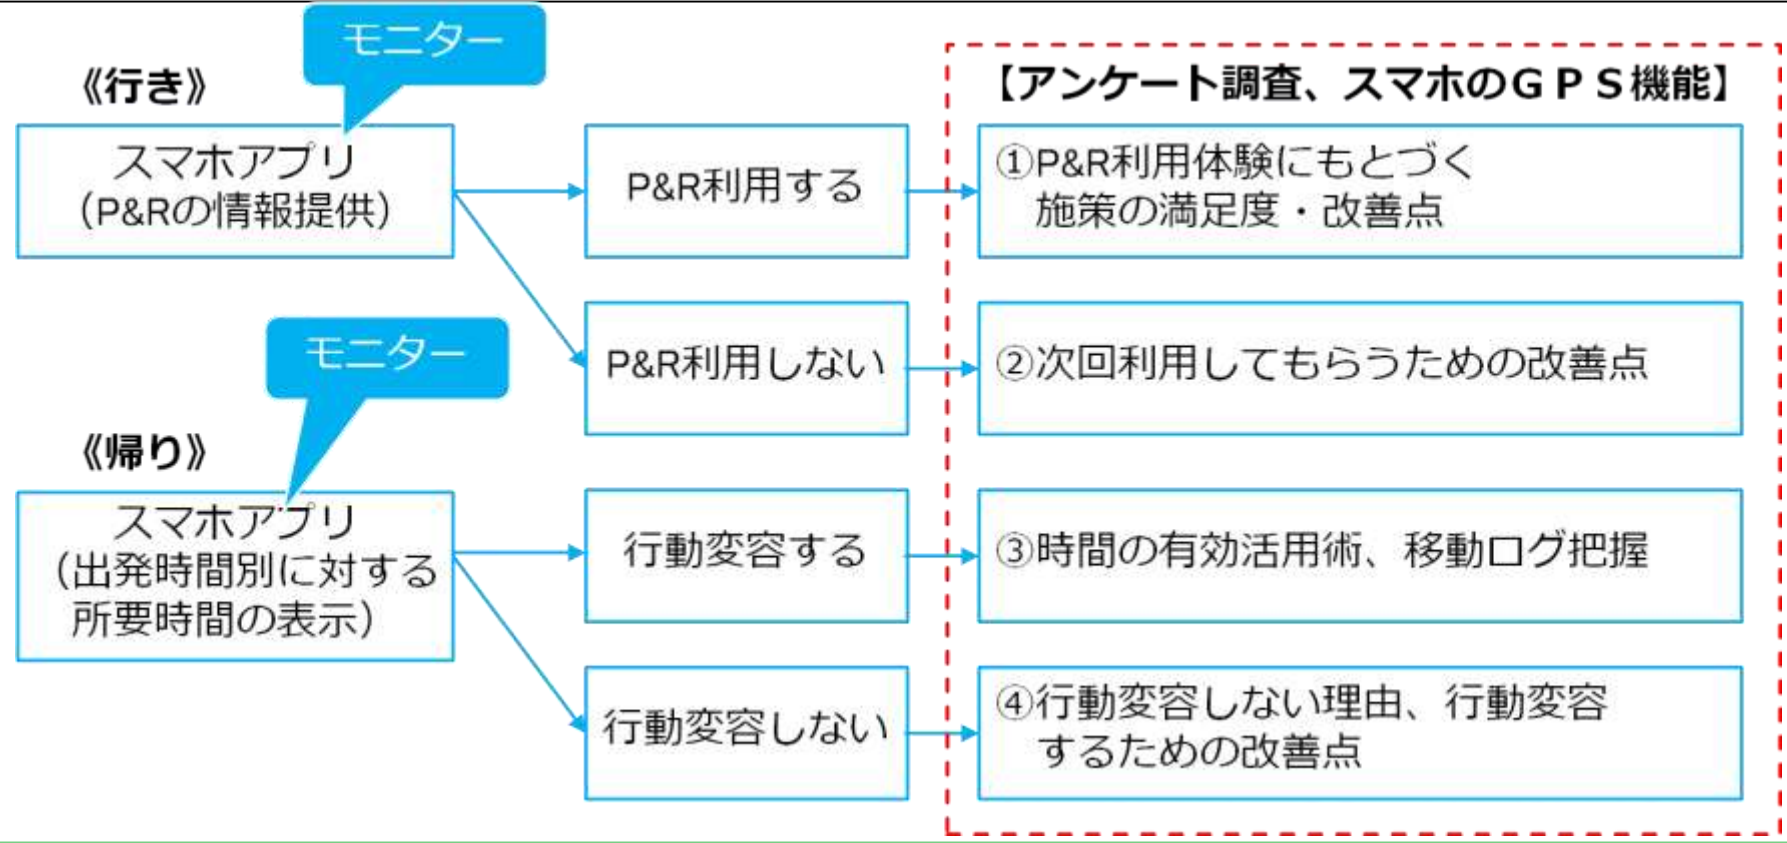 モニター
《行き》
スマホアプリ
（P&Rの情報提供）
P&R利用する
【アンケート調査、スマホのＧＰＳ機能】
①P&R利用体験にもとづく
施策の満足度・改善点
P&R利用しない
②次回利用してもらうための改善点
モニター
《帰り》
スマホアプリ
（出発時間別に対する
所要時間の表示）
行動変容する
③時間の有効活用術、移動ログ把握
行動変容しない
④行動変容しない理由、行動変容
するための改善点